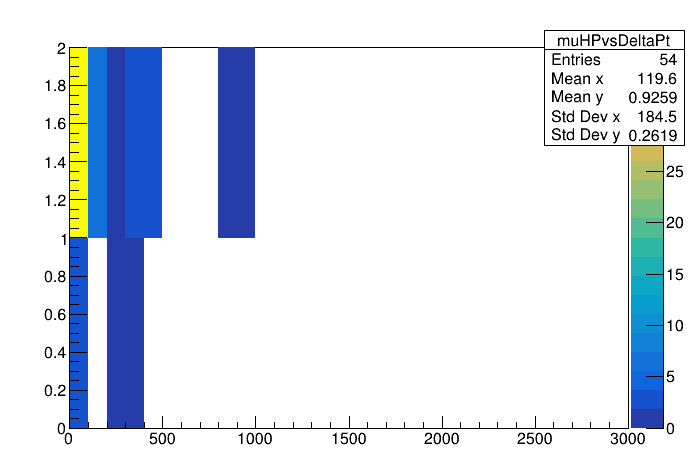 muHPvsDeltaPt
Entries 54
Mean x 119.6
Mean y 0.9259
Std Dev x 184.5
Std Dev y 0.2619
2
1.8
1.6
1.4
1.2
1
0.8
0.6
0.4
0.2
0
25
20
15
10
5
0
0 500 1000 1500 2000 2500 3000